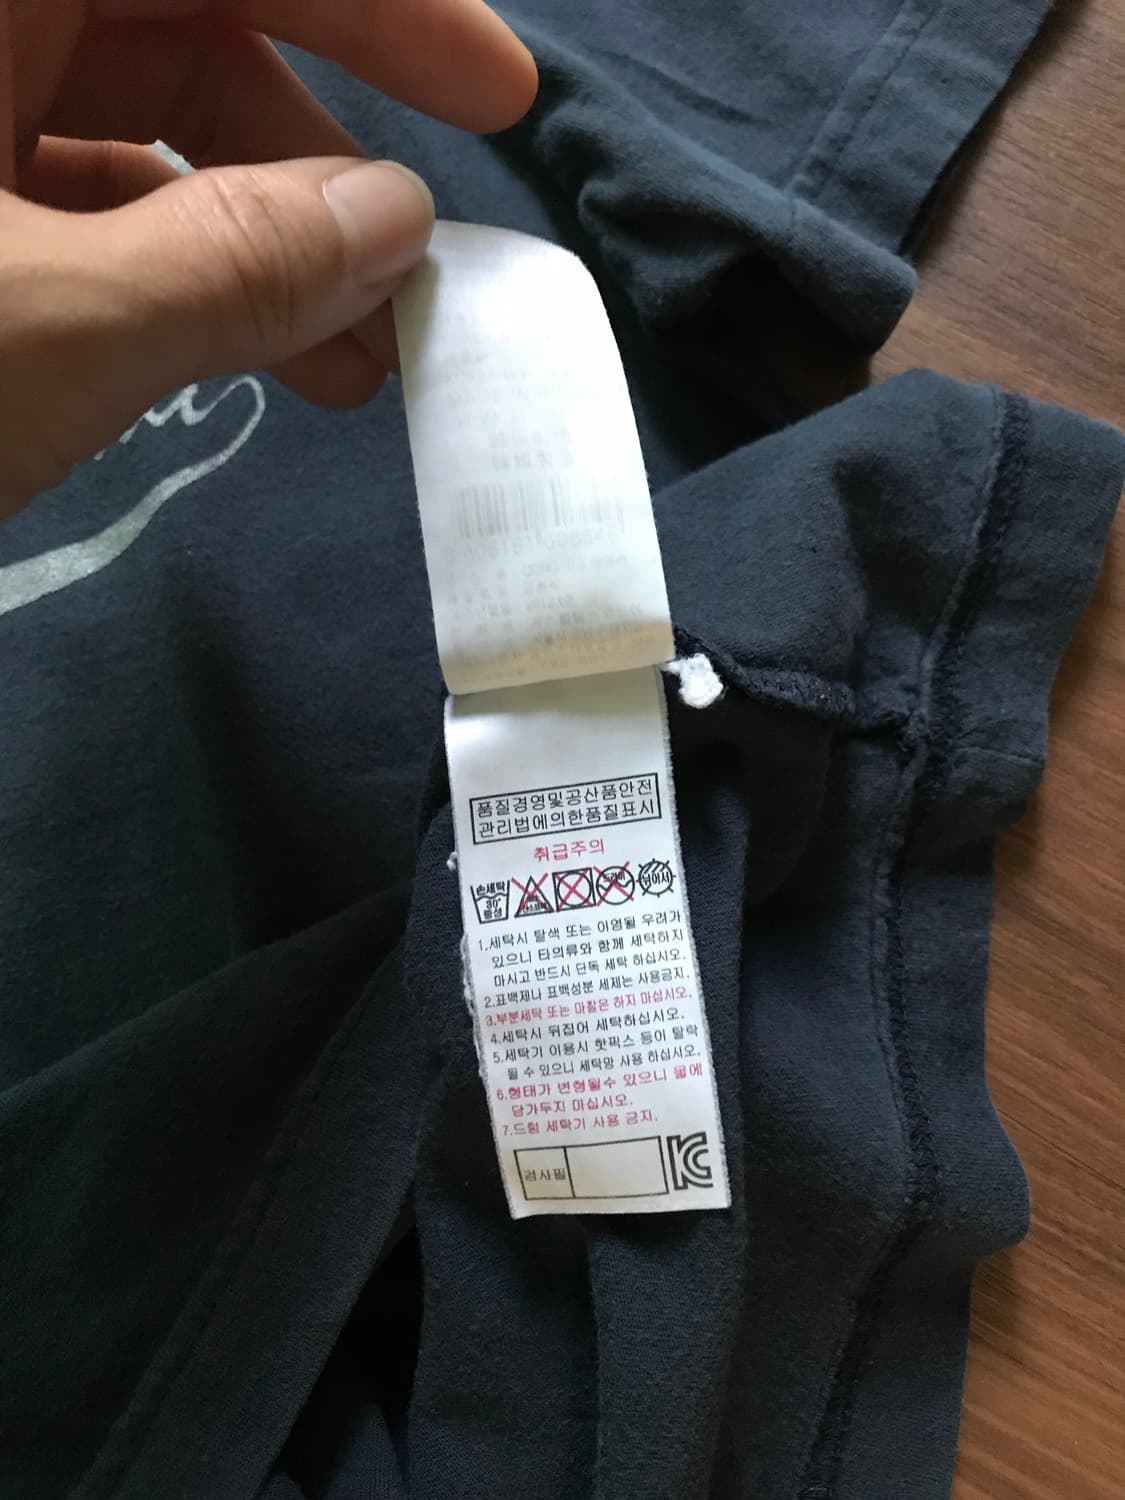 품질경영및공산품안전
관리법에의한품질표시
취급주의
손세탁
30°
중성
드라이
뉘어서
1.세탁시 탈색 또는 이염될 우려가
있으니 타의류와 함께 세탁하지
마시고 반드시 단독 세탁 하십시오.
2.표백제나 표백성분 세제는 사용금지.
3.부분세탁 또는 마찰은 하지 마십시오.
4.세탁시 뒤집어 세탁하십시오.
5.세탁기 이용시 핫픽스 등이 탈락
될 수 있으니 세탁망 사용 하십시오.
6.형태가 변형될수 있으니 물에
담가두지 마십시오.
7.드럼 세탁기 사용 금지.
검사필